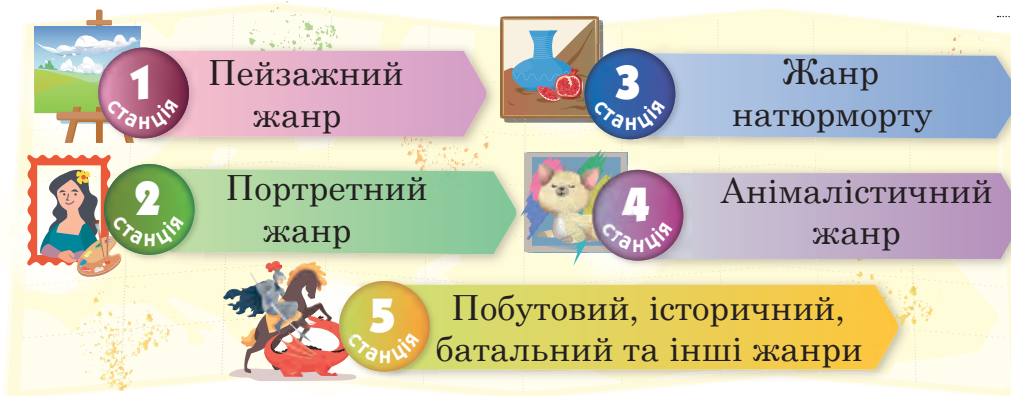 1
станція
Пейзажний
жанр
2
станція
Портретний
жанр
3
станція
Жанр
натюрморту
4
станція
Анімалістичний
жанр
5
станція
Побутовий, історичний,
батальний та інші жанри